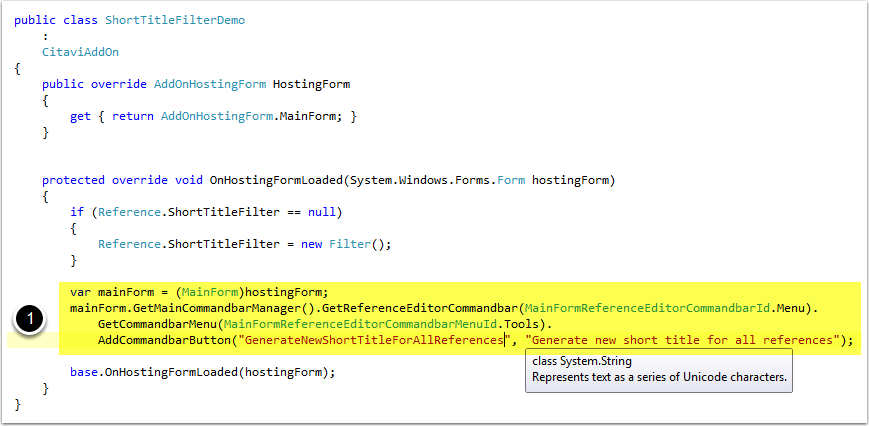 public class ShortTitleFilterDemo
:
CitaviAddOn
{
public override AddOnHostingForm HostingForm
{
get { return AddOnHostingForm.MainForm; }
}
protected override void OnHostingFormLoaded(System.Windows.Forms.Form hostingForm)
{
if (Reference.ShortTitleFilter == null)
{
Reference.ShortTitleFilter = new Filter();
}
var mainForm = (MainForm)hostingForm;
1 mainForm.GetMainCommandbarManager().GetReferenceEditorCommandbar(MainFormReferenceEditorCommandbarId.Menu).
GetCommandbarMenu(MainFormReferenceEditorCommandbarMenuId.Tools).
AddCommandbarButton("GenerateNewShortTitleForAllReferences", "Generate new short title for all references");
class System.String
base.OnHostingFormLoaded(hostingForm);
Represents text as a series of Unicode characters.
}
}